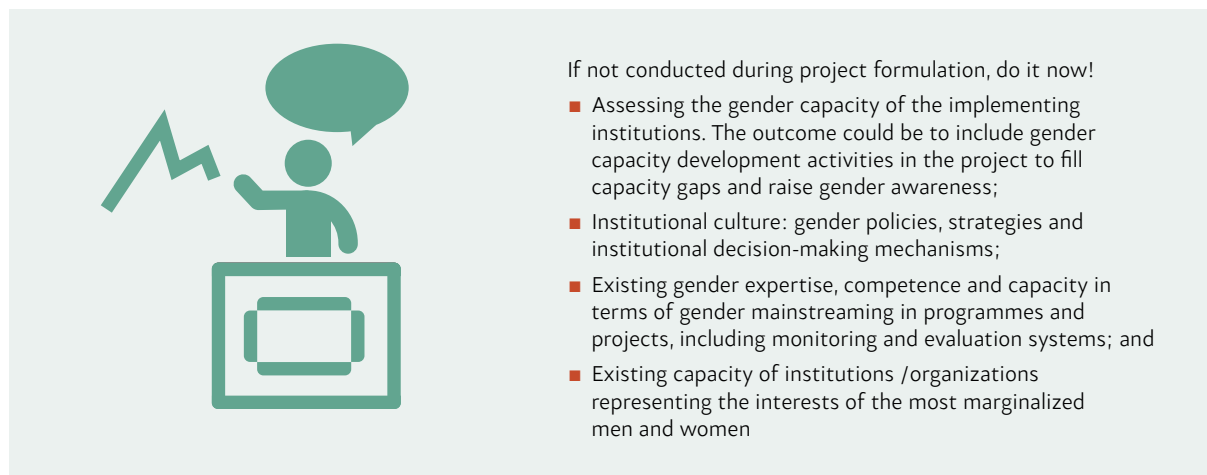 If not conducted during project formulation, do it now!
■ Assessing the gender capacity of the implementing
institutions. The outcome could be to include gender
capacity development activities in the project to fill
capacity gaps and raise gender awareness;
■ Institutional culture: gender policies, strategies and
institutional decision-making mechanisms;
■ Existing gender expertise, competence and capacity in
terms of gender mainstreaming in programmes and
projects, including monitoring and evaluation systems; and
■ Existing capacity of institutions /organizations
representing the interests of the most marginalized
men and women